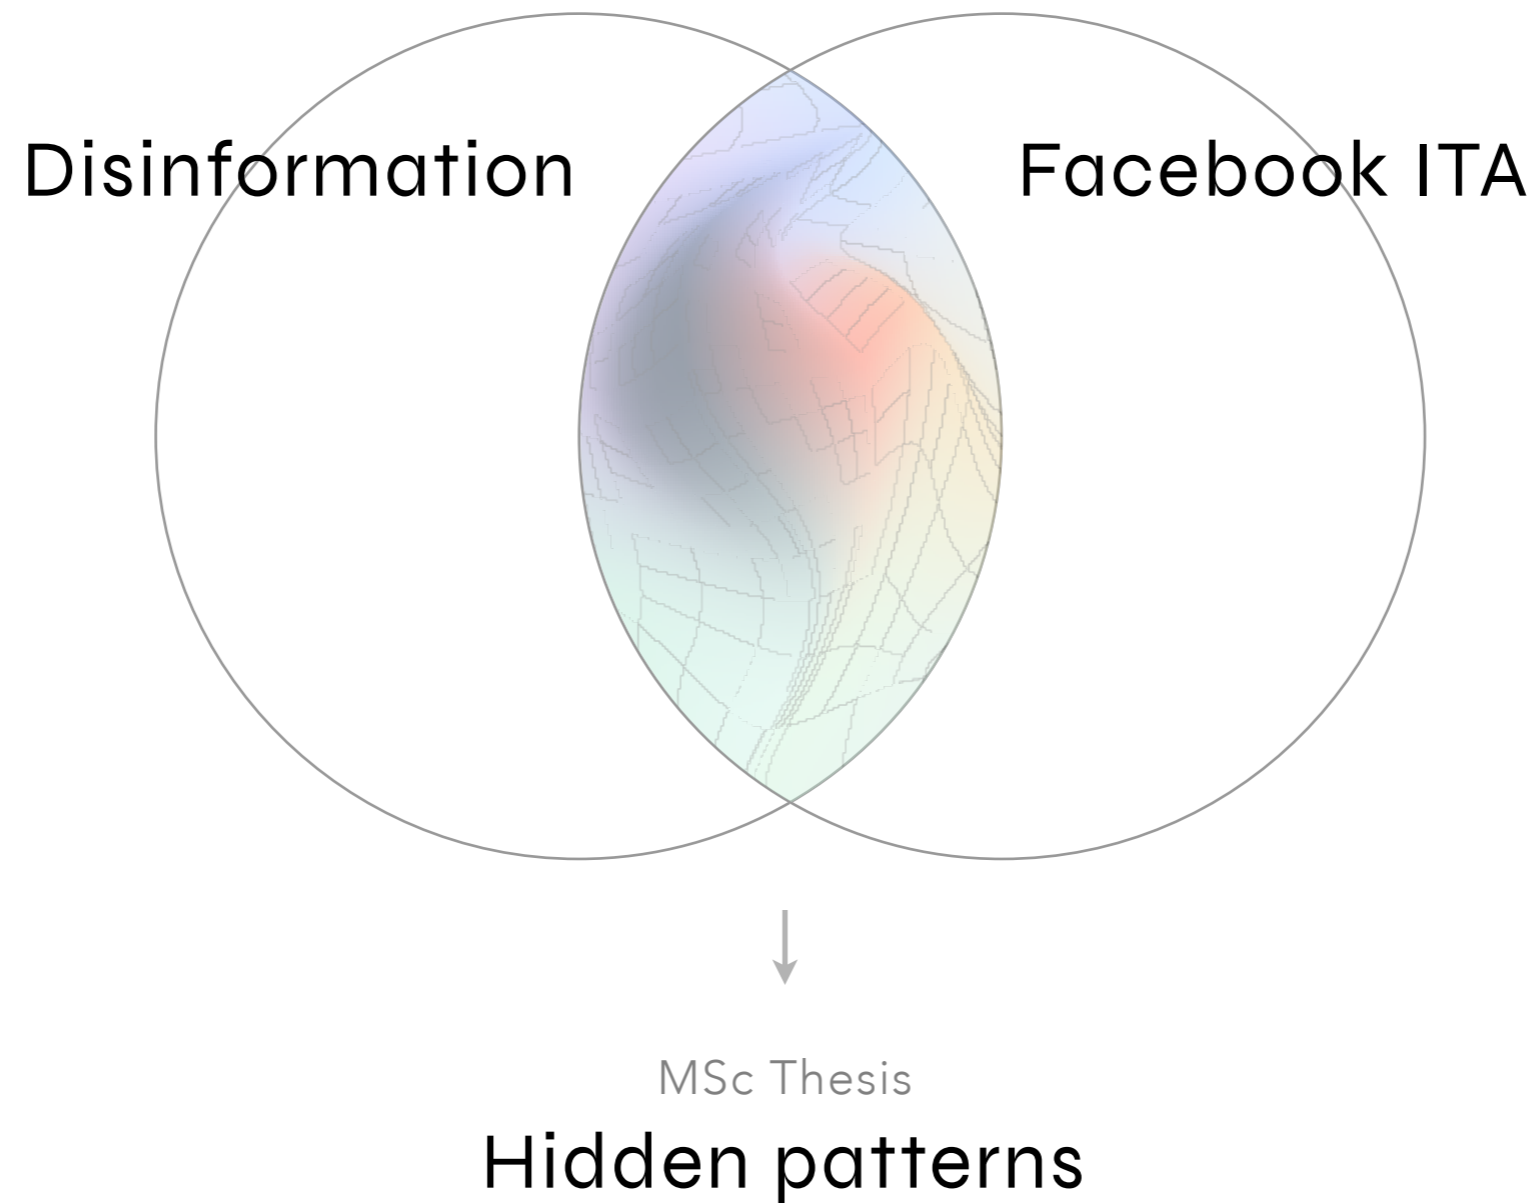 Disinformation
Facebook ITA
MSc Thesis
Hidden patterns